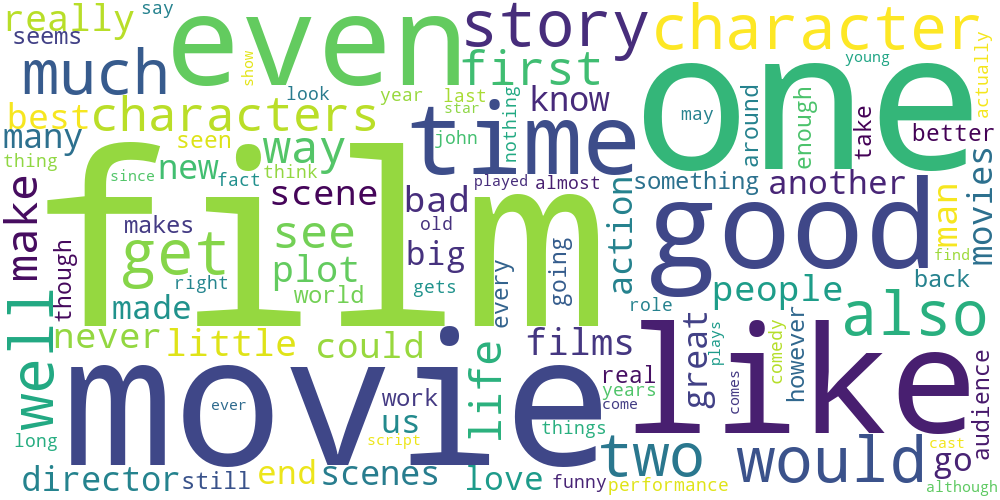 really
say
even
story
character
seems
much
show
first
young
actually
look
year
last
star
know
one
best
characters
time
nothing
may
around
enough
take
better
many
seen
way
john
movies
thing
new
fact
think
since
film
scene
played
almost
something
another
man
make
bad
old
action
good
makes
get
see
big
going
find
though
right
plot
gets
every
back
made
world
role
people
well
never
little
could
life
films
great
plays
comedy
however
also
movie
like
real
years
come
comes
audience
work
us
ever
things
long
script
two
would
go
cast
director
still
end
scenes
love
funny
performance
although